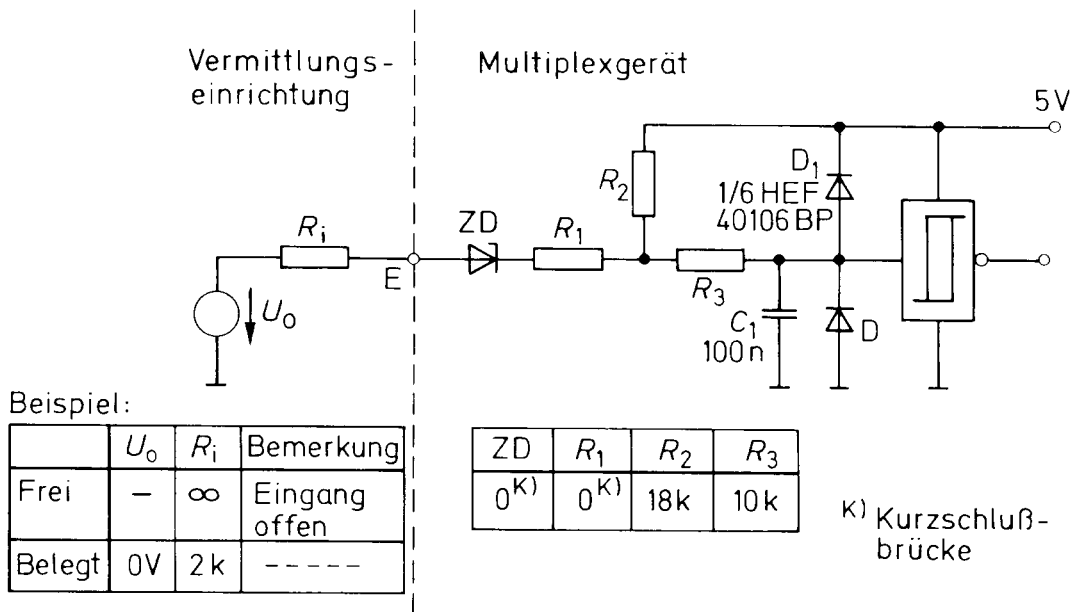 Vermittlungs-
einrichtung
Multiplexgerät
5V
D₁
1/6 HEF
40106 BP
R₂
Rᵢ
E
ZD
R₁
R₃
U₀
C₁
100n
D
Beispiel:
U₀ Rᵢ Bemerkung
Frei – ∞ Eingang
offen
Belegt 0V 2k -----
ZD R₁ R₂ R₃
0ᴷ⁾ 0ᴷ⁾ 18k 10k
ᴷ⁾ Kurzschluß-
brücke